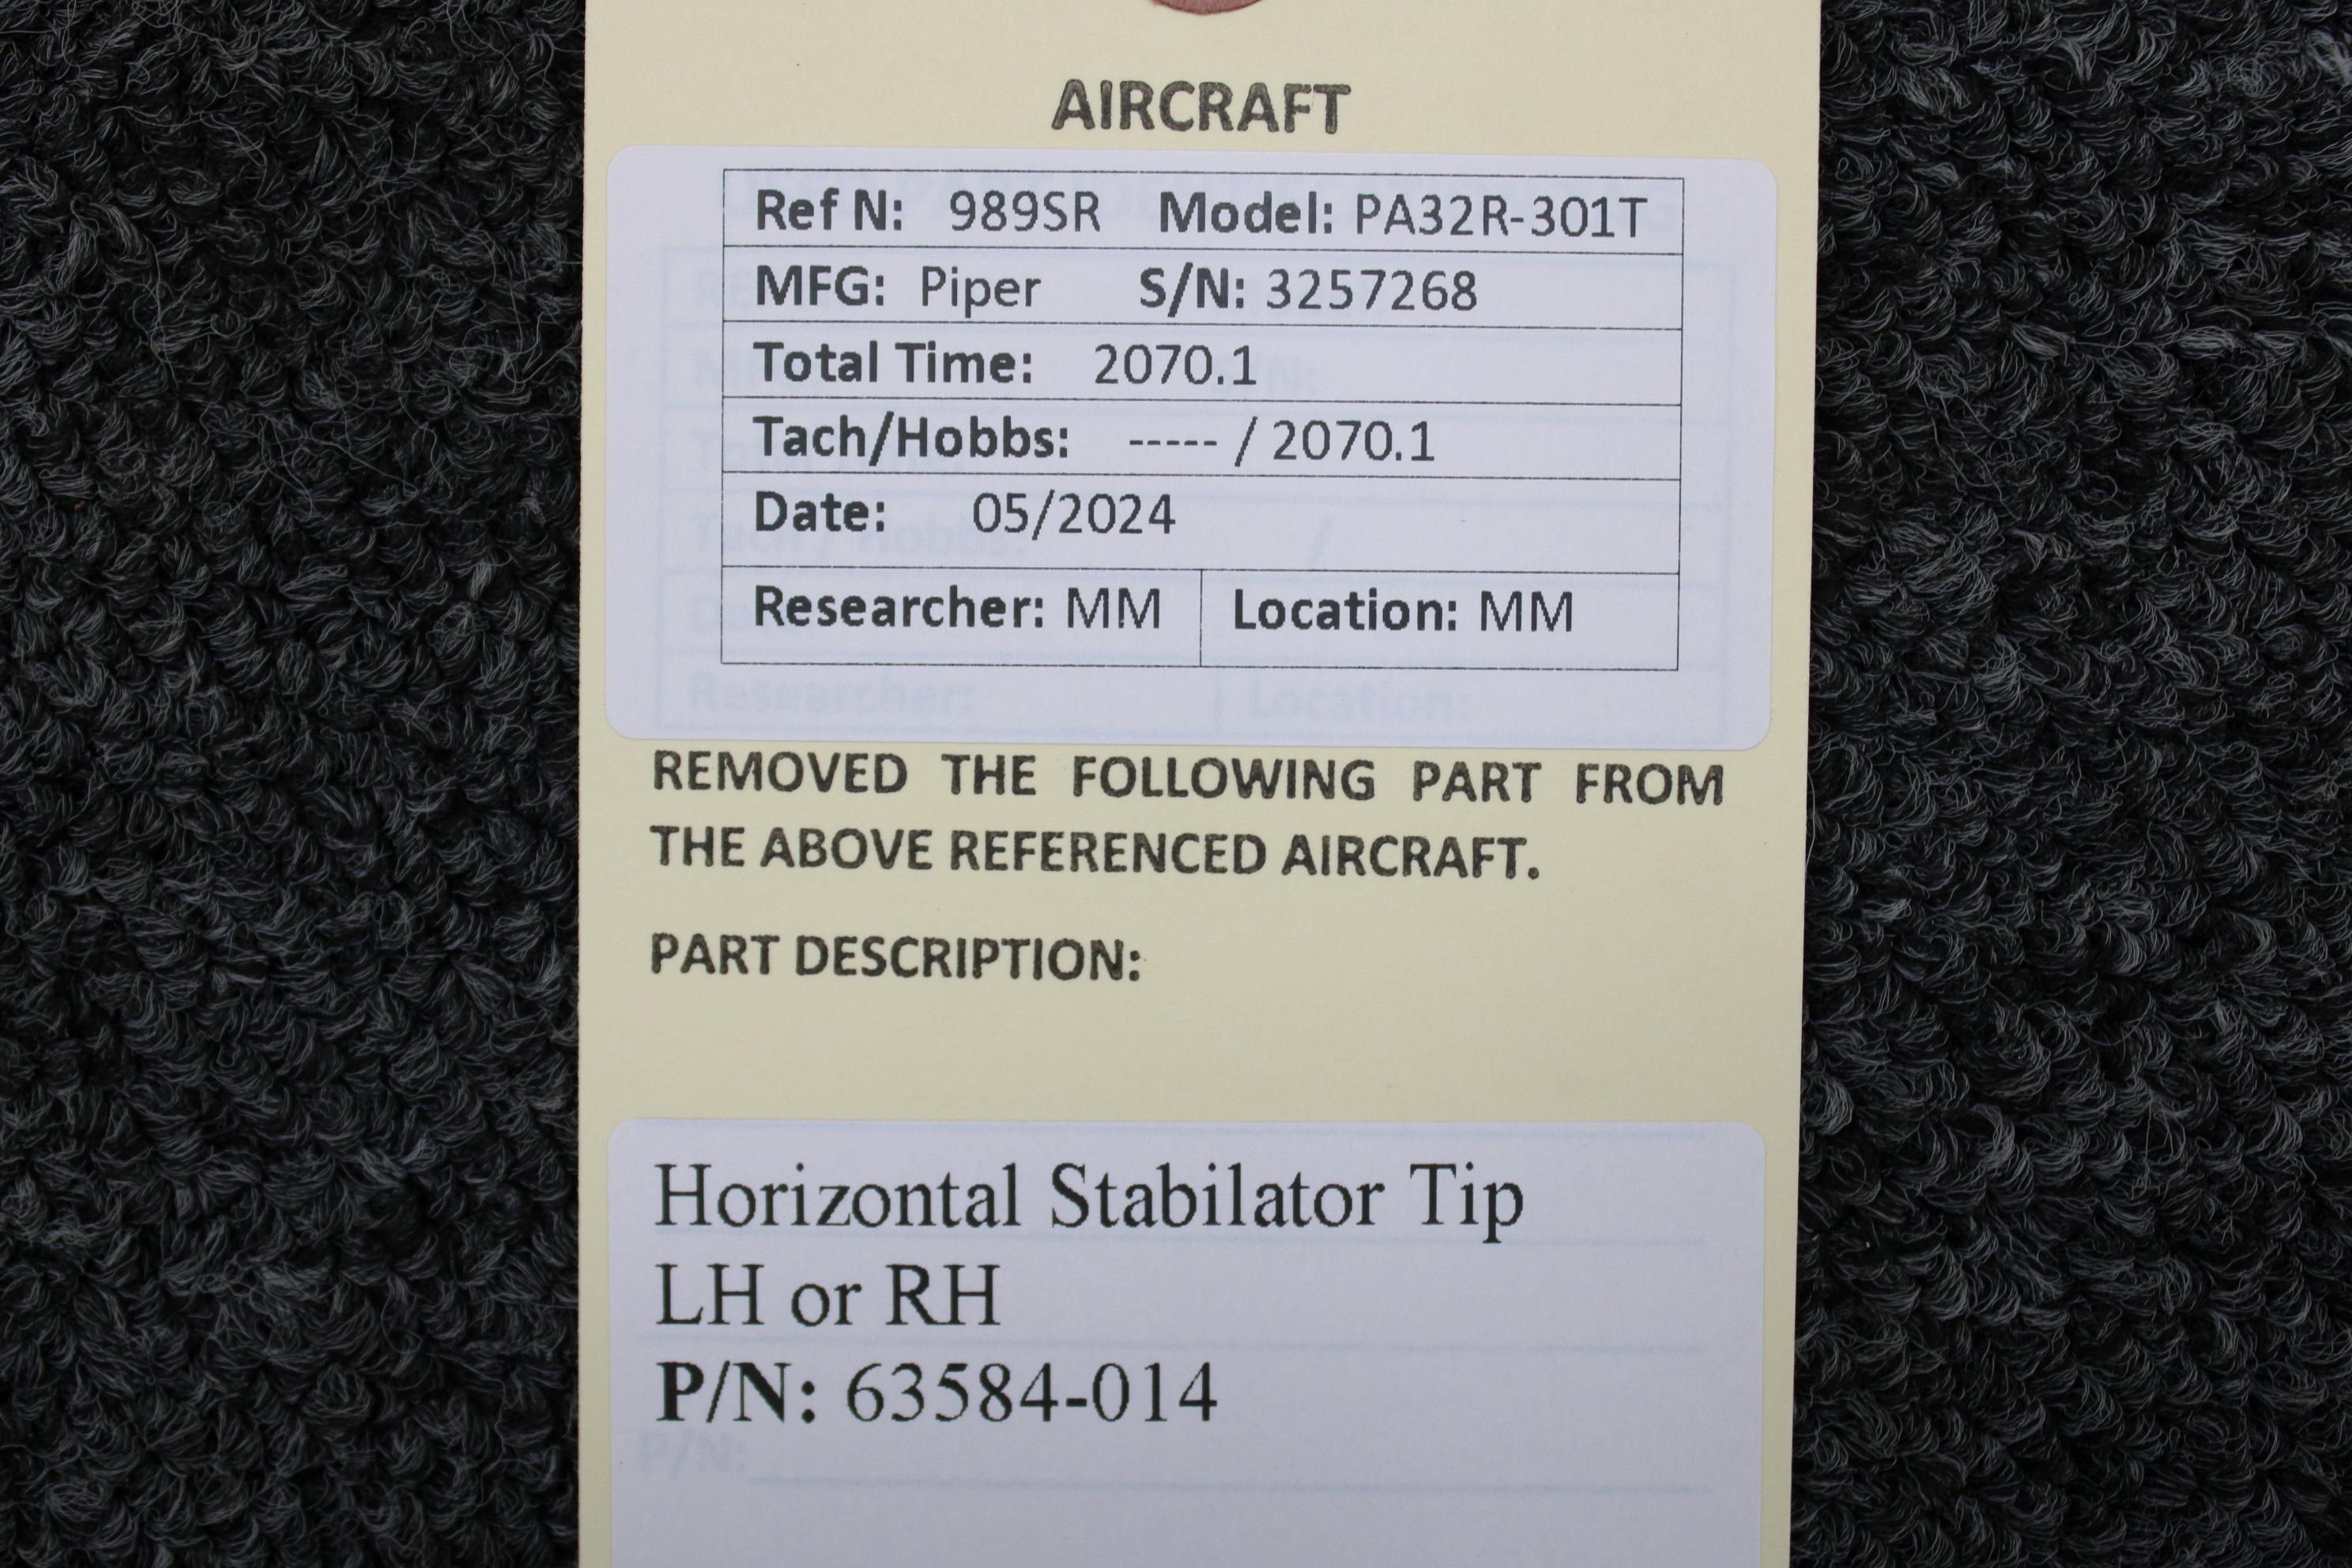 AIRCRAFT
Ref N: 989SR Model: PA32R-301T
MFG: Piper S/N: 3257268
Total Time: 2070.1
Tach/Hobbs: ----- / 2070.1
Date: 05/2024
Researcher: MM Location: MM
Researcher: Location:
REMOVED THE FOLLOWING PART FROM
THE ABOVE REFERENCED AIRCRAFT.
PART DESCRIPTION:
Horizontal Stabilator Tip
LH or RH
P/N: 63584-014
P/N: